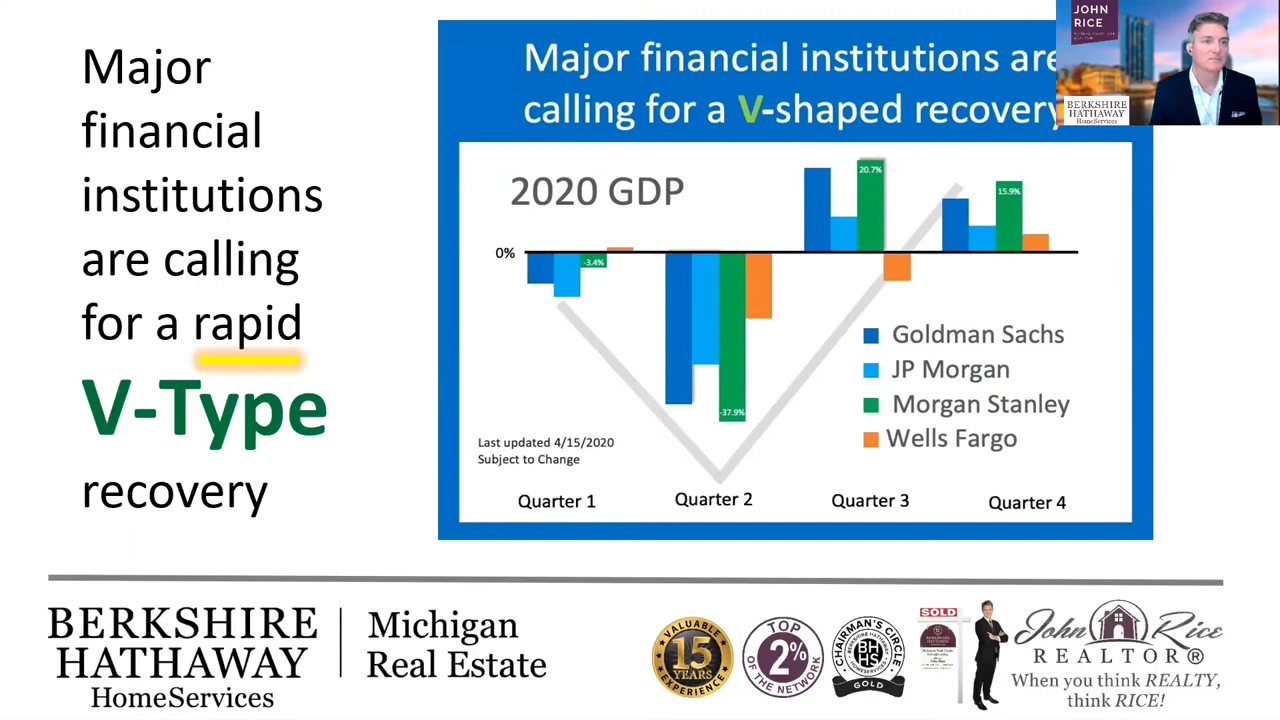 Major
financial
institutions
are calling
for a rapid
V-Type
recovery
Major financial institutions are
calling for a V-shaped recovery
2020 GDP
0%
-3.4%
-37.9%
20.7%
15.9%
Goldman Sachs
JP Morgan
Morgan Stanley
Wells Fargo
Last updated 4/15/2020
Subject to Change
Quarter 1
Quarter 2
Quarter 3
Quarter 4
JOHN
RICE
BERKSHIRE
HATHAWAY
HomeServices
BERKSHIRE
HATHAWAY
HomeServices
Michigan
Real Estate
VALUABLE
15
YEARS
EXPERIENCE
TOP
2%
OF THE NETWORK
CHAIRMAN'S CIRCLE
BH
HS
GOLD
SOLD
John Rice
REALTOR®
When you think REALTY,
think RICE!